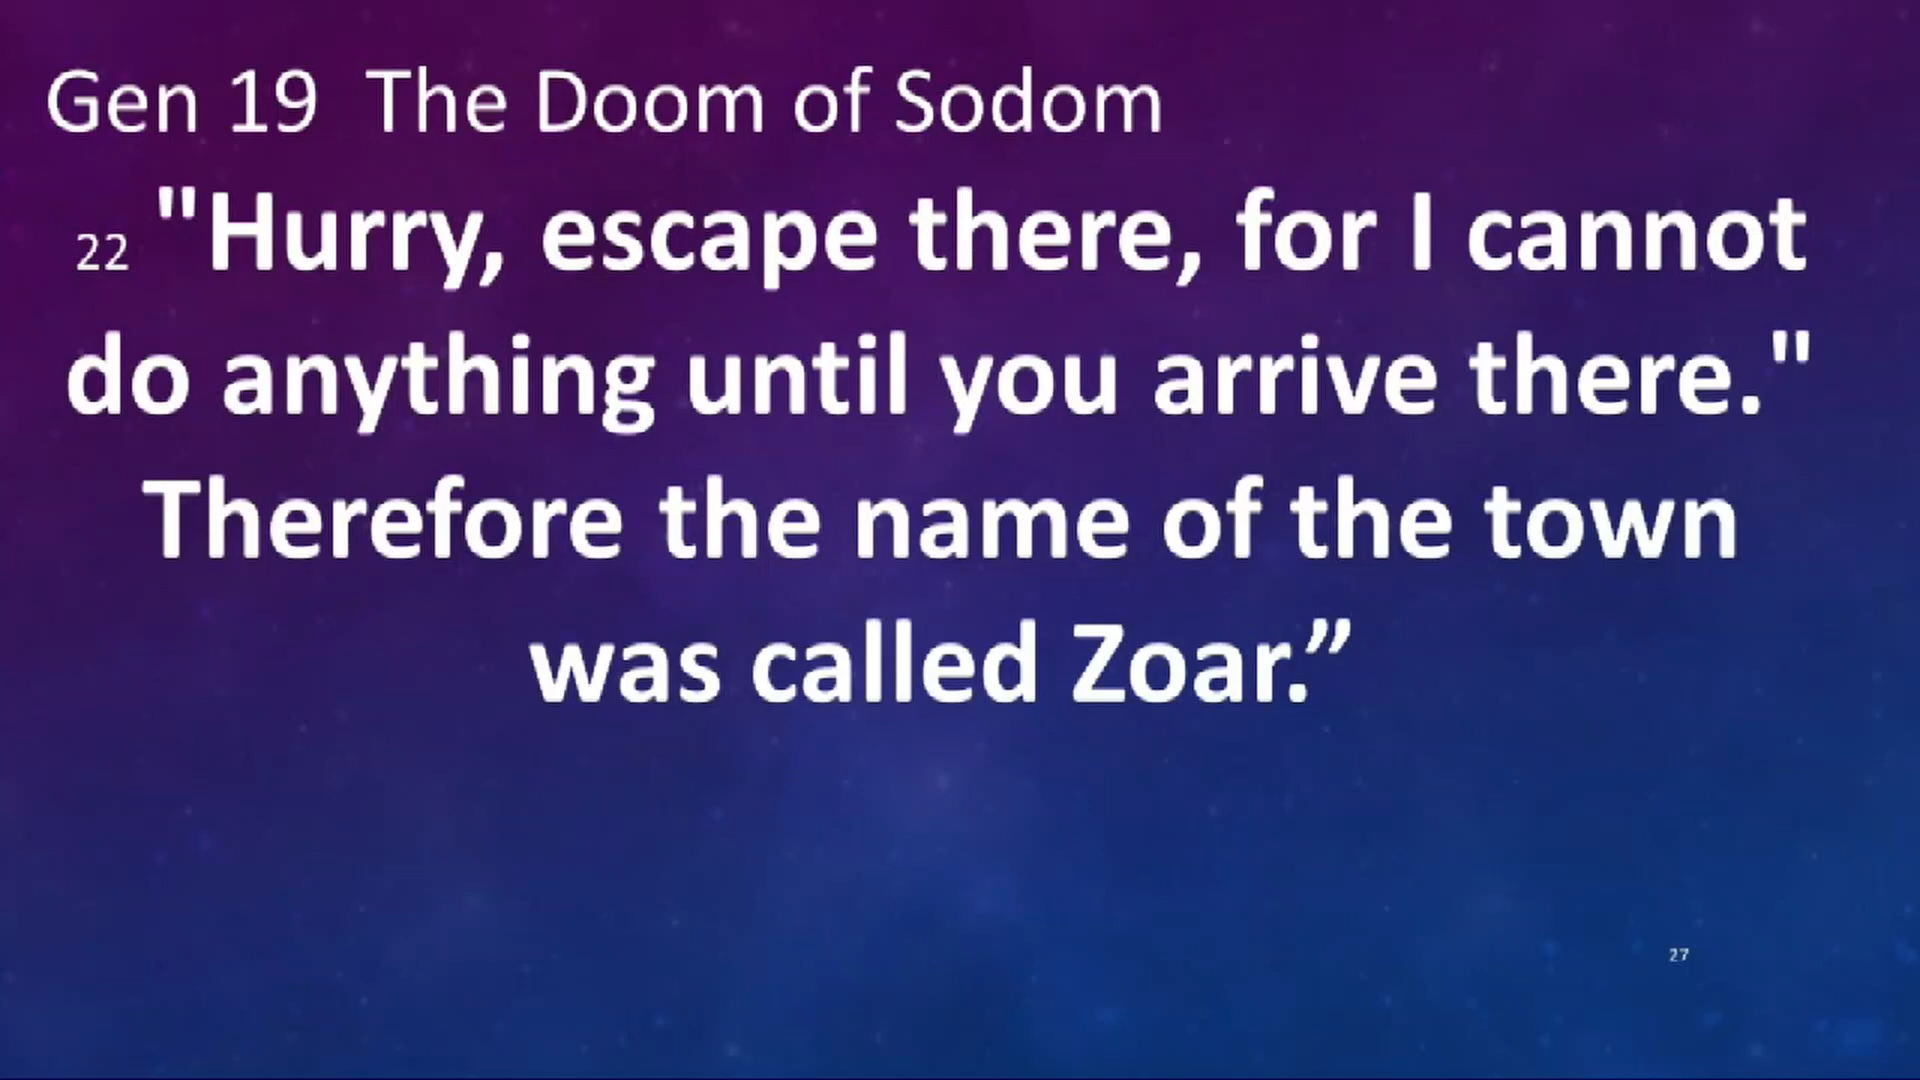 Gen 19  The Doom of Sodom
22 "Hurry, escape there, for I cannot
do anything until you arrive there."
Therefore the name of the town
was called Zoar.”
27